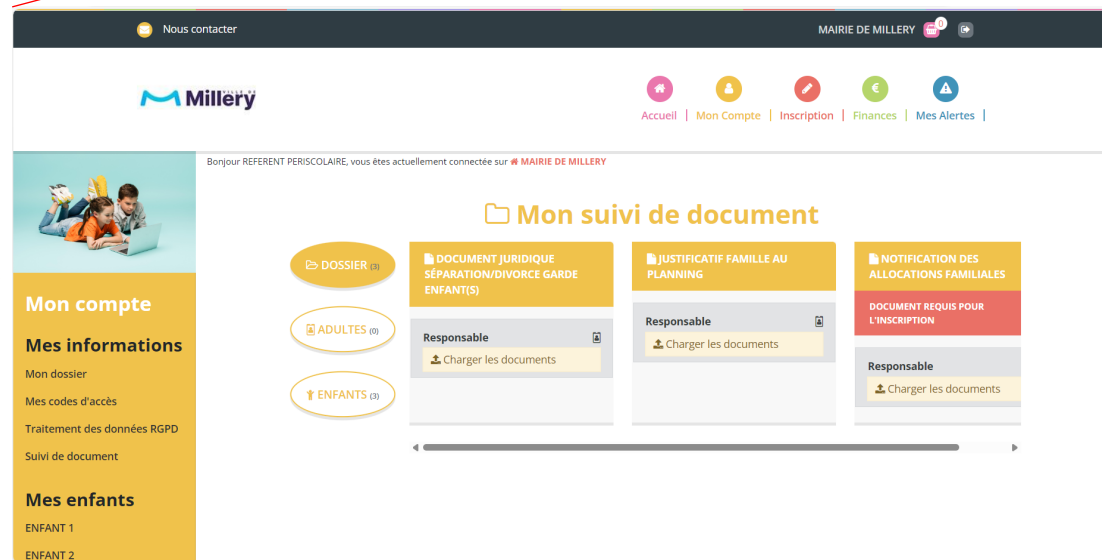 Nous contacter
MAIRIE DE MILLERY 0
VILLE DE
Millery
Accueil | Mon Compte | Inscription | Finances | Mes Alertes |
Bonjour REFERENT PERISCOLAIRE, vous êtes actuellement connectée sur MAIRIE DE MILLERY
Mon suivi de document
DOSSIER (3)
ADULTES (0)
ENFANTS (3)
DOCUMENT JURIDIQUE
SÉPARATION/DIVORCE GARDE
ENFANT(S)
Responsable
Charger les documents
JUSTIFICATIF FAMILLE AU
PLANNING
Responsable
Charger les documents
NOTIFICATION DES
ALLOCATIONS FAMILIALES
DOCUMENT REQUIS POUR
L'INSCRIPTION
Responsable
Charger les documents
Mon compte
Mes informations
Mon dossier
Mes codes d'accès
Traitement des données RGPD
Suivi de document
Mes enfants
ENFANT 1
ENFANT 2